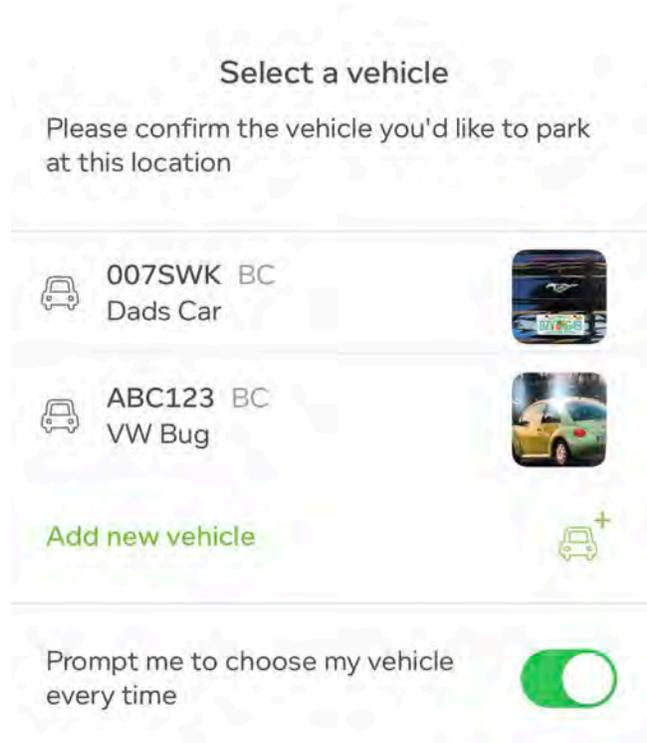 Select a vehicle
Please confirm the vehicle you'd like to park
at this location
007SWK BC
Dads Car
ABC123 BC
VW Bug
Add new vehicle
Prompt me to choose my vehicle
every time